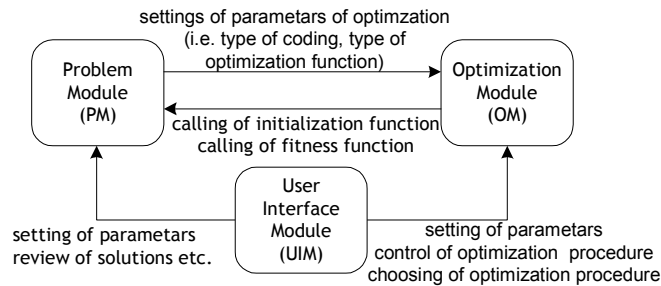 settings of parametars of optimzation
(i.e. type of coding, type of
optimization function)
Problem
Module
(PM)
Optimization
Module
(OM)
calling of initialization function
calling of fitness function
User
Interface
Module
(UIM)
setting of parametars
review of solutions etc.
setting of parametars
control of optimization procedure
choosing of optimization procedure